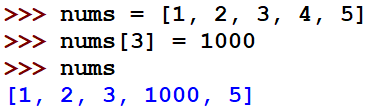 >>> nums = [1, 2, 3, 4, 5]
>>> nums[3] = 1000
>>> nums
[1, 2, 3, 1000, 5]